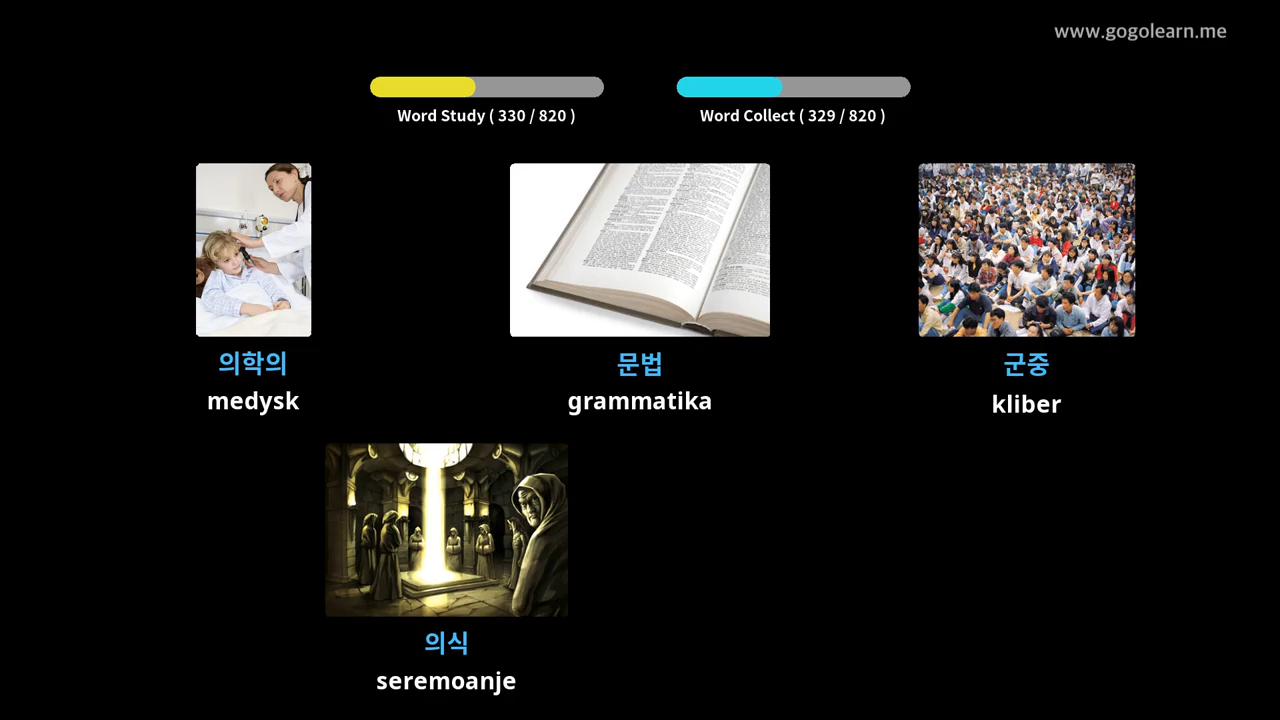 www.gogolearn.me
Word Study ( 330 / 820 )
Word Collect ( 329 / 820 )
의학의
medysk
문법
grammatika
군중
kliber
의식
seremoanje